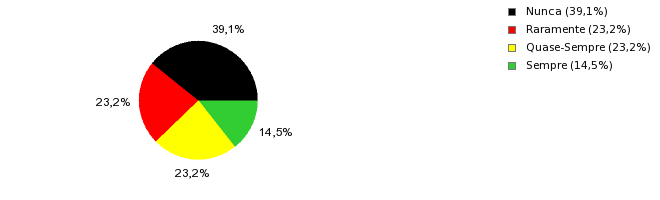 39,1%
23,2%
23,2%
14,5%
Nunca (39,1%)
Raramente (23,2%)
Quase-Sempre (23,2%)
Sempre (14,5%)